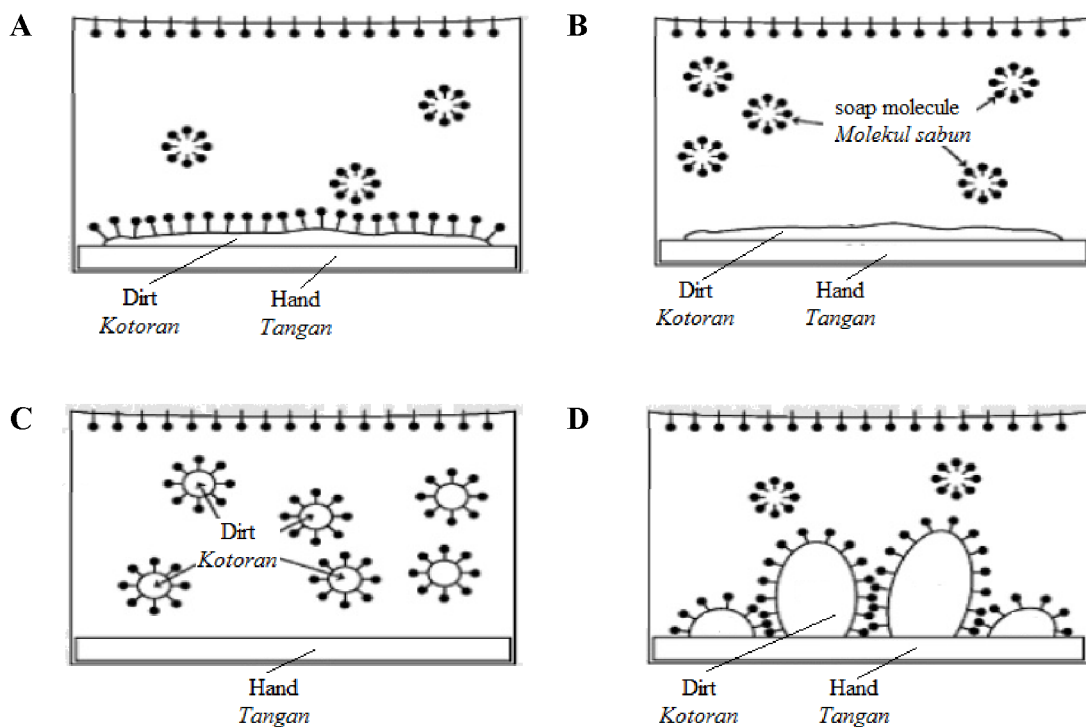 A
Dirt
Kotoran
Hand
Tangan
B
soap molecule
Molekul sabun
Dirt
Kotoran
Hand
Tangan
C
Dirt
Kotoran
Hand
Tangan
D
Dirt
Kotoran
Hand
Tangan